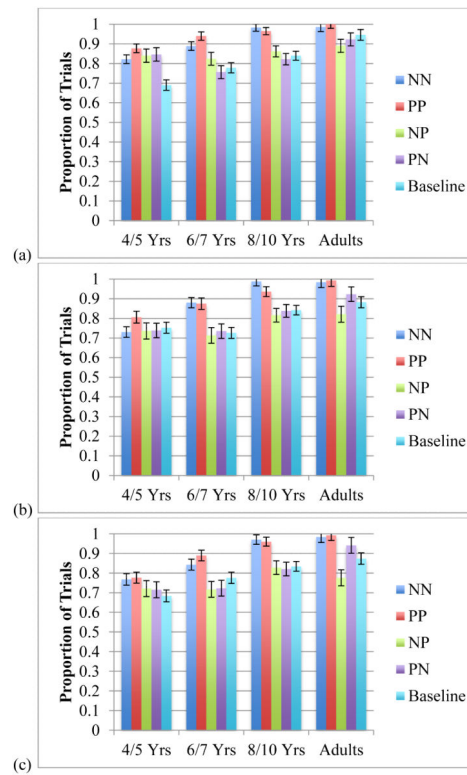 Proportion of Trials
1
0.9
0.8
0.7
0.6
0.5
0.4
0.3
0.2
0.1
0
4/5 Yrs 6/7 Yrs 8/10 Yrs Adults
NN
PP
NP
PN
Baseline
(a)
Proportion of Trials
1
0.9
0.8
0.7
0.6
0.5
0.4
0.3
0.2
0.1
0
4/5 Yrs 6/7 Yrs 8/10 Yrs Adults
NN
PP
NP
PN
Baseline
(b)
Proportion of Trials
1
0.9
0.8
0.7
0.6
0.5
0.4
0.3
0.2
0.1
0
4/5 Yrs 6/7 Yrs 8/10 Yrs Adults
NN
PP
NP
PN
Baseline
(c)